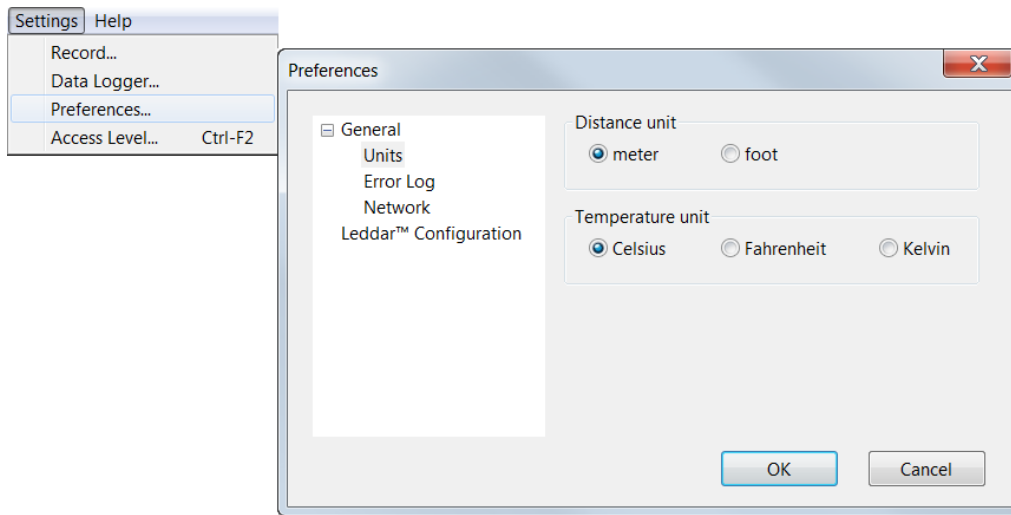 Settings Help
Record...
Data Logger...
Preferences...
Access Level... Ctrl-F2
Preferences
X
General
Units
Error Log
Network
Leddar™ Configuration
Distance unit
meter foot
Temperature unit
Celsius Fahrenheit Kelvin
OK Cancel